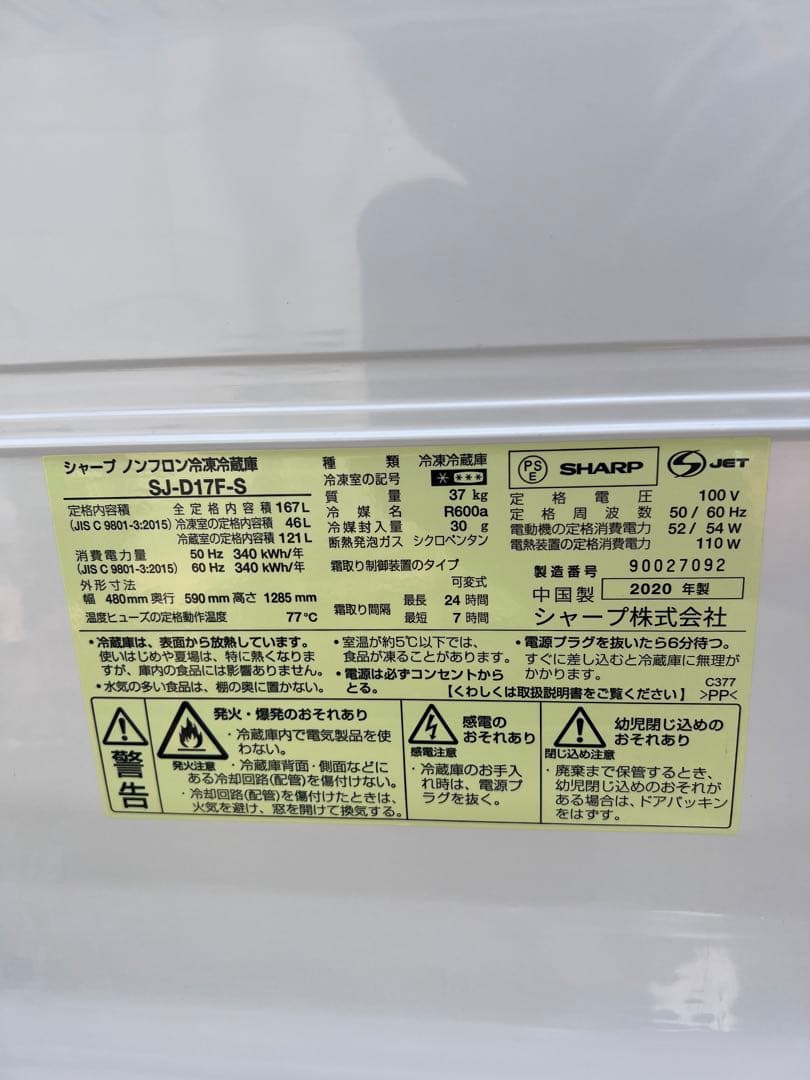 シャープ ノンフロン冷凍冷蔵庫
SJ-D17F-S
定格内容積 全定格内容積 167L
(JIS C 9801-3:2015) 冷凍室の定格内容積 46L
冷蔵室の定格内容積 121L
消費電力量 50 Hz 340 kWh/年
(JIS C 9801-3:2015) 60 Hz 340 kWh/年
外形寸法
幅 480mm 奥行 590mm 高さ 1285mm
温度ヒューズの定格動作温度 77℃
種類 冷凍冷蔵庫
冷凍室の記号 * ***
質量 37 kg
冷媒名 R600a
冷媒封入量 30 g
断熱発泡ガス シクロペンタン
霜取り制御装置のタイプ
可変式
霜取り間隔 最長 24 時間
最短 7 時間
PSE SHARP JET
定格電圧 100 V
定格周波数 50 / 60 Hz
電動機の定格消費電力 52 / 54 W
電熱装置の定格消費電力 110 W
製造番号 90027092
中国製 2020 年製
シャープ株式会社
・冷蔵庫は、表面から放熱しています。
使いはじめや夏場は、特に熱くなりま
すが、庫内の食品には影響ありません。
・水気の多い食品は、棚の奥に置かない。
・室温が約5℃以下では、
食品が凍ることがあります。
・電源は必ずコンセントから
とる。
・電源プラグを抜いたら6分待つ。
すぐに差し込むと冷蔵庫に無理が
かかります。
【くわしくは取扱説明書をご覧ください】
C377
>PP<
警告
発火注意
発火・爆発のおそれあり
・冷蔵庫内で電気製品を使
わない。
・冷蔵庫背面・側面などに
ある冷却回路(配管)を傷付けない。
・冷却回路(配管)を傷付けたときは、
火気を避け、窓を開けて換気する。
感電注意
感電の
おそれあり
・冷蔵庫のお手入
れ時は、電源プ
ラグを抜く。
閉じ込め注意
幼児閉じ込めの
おそれあり
・廃棄まで保管するとき、
幼児閉じ込めのおそれが
ある場合は、ドアパッキン
をはずす。